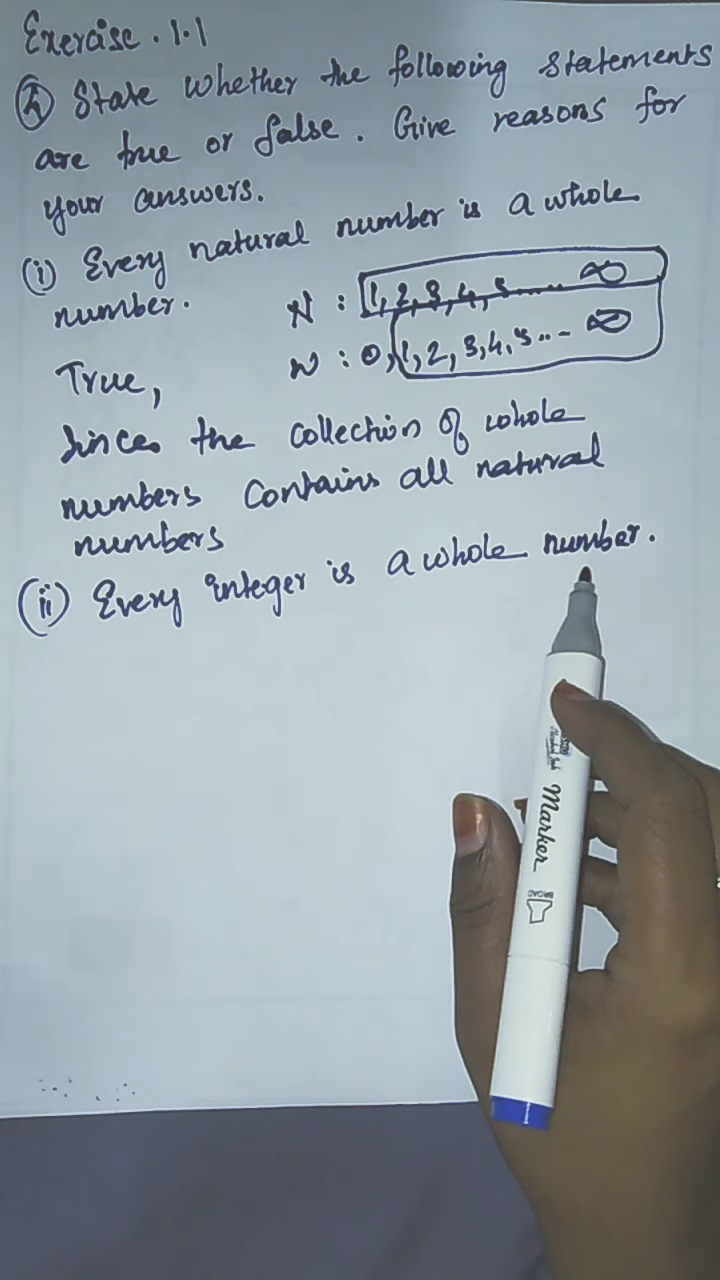 Exercise. 1.1
④ State whether the following statements
are true or false. Give reasons for
your answers.
(i) Every natural number is a whole
number.
N : 1, 2, 3, 4, 5..... ∞
W : 0, 1, 2, 3, 4, 5... ∞
True,
Since the collection of whole
numbers contains all natural
numbers
(ii) Every integer is a whole number.
Marker
BROAD